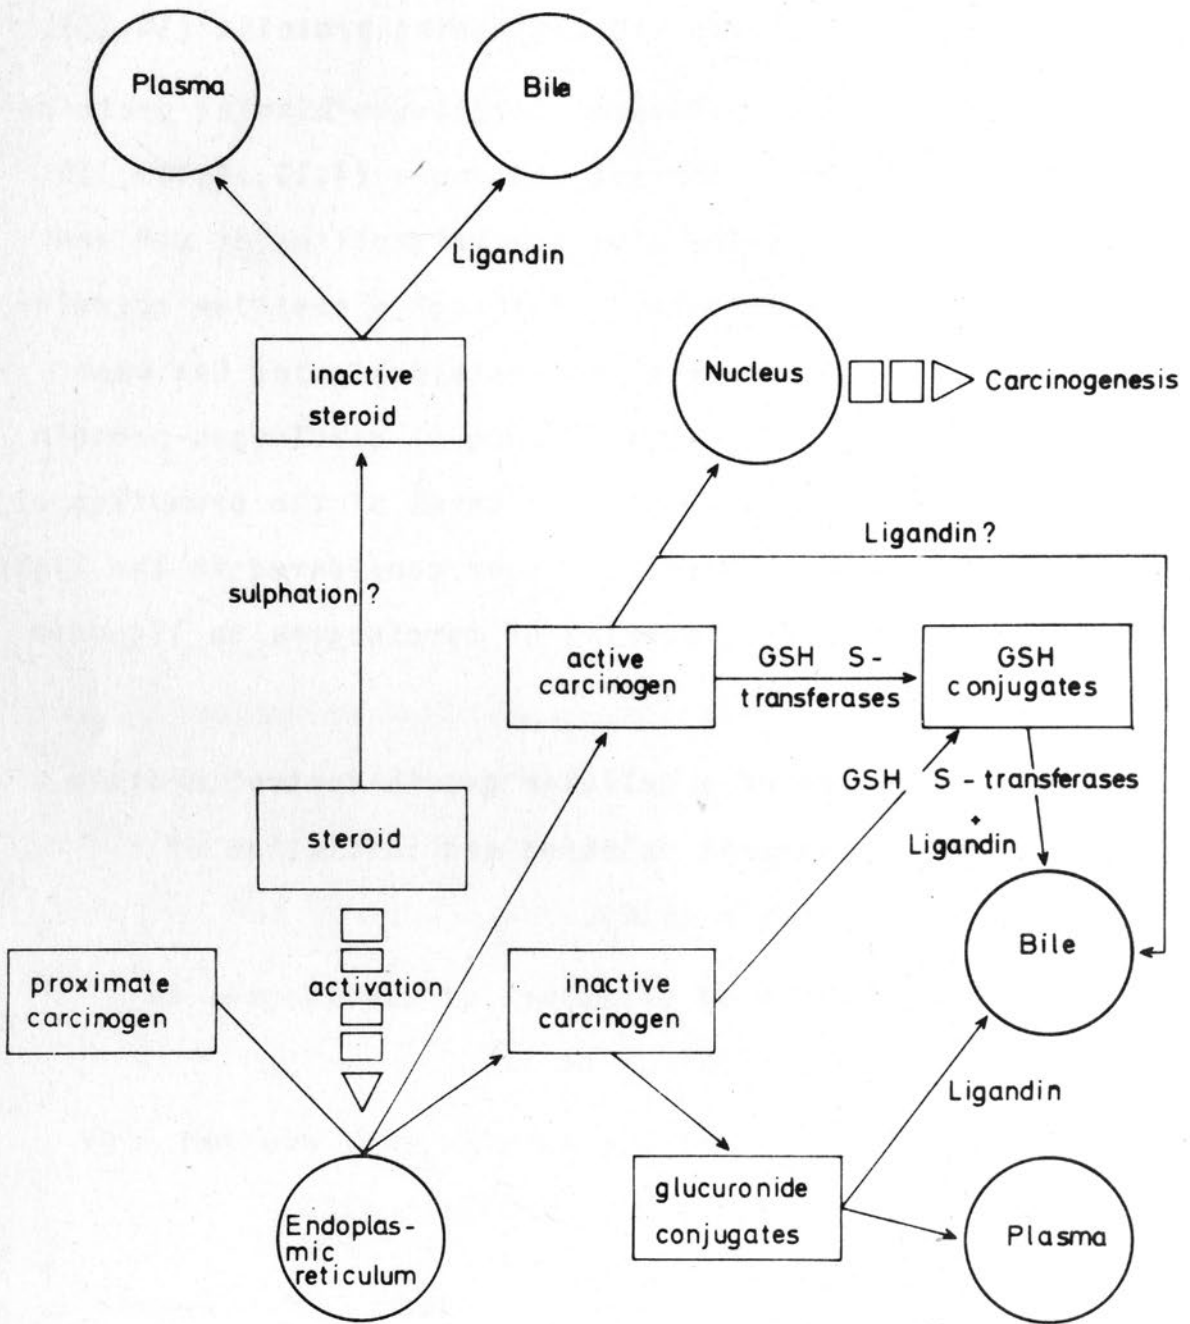 Plasma
Bile
Ligandin
inactive
steroid
Nucleus
Carcinogenesis
Ligandin?
sulphation?
active
carcinogen
GSH S-
transferases
GSH
conjugates
GSH S-transferases
+
Ligandin
steroid
Bile
proximate
carcinogen
activation
inactive
carcinogen
Ligandin
glucuronide
conjugates
Plasma
Endoplas-
mic
reticulum